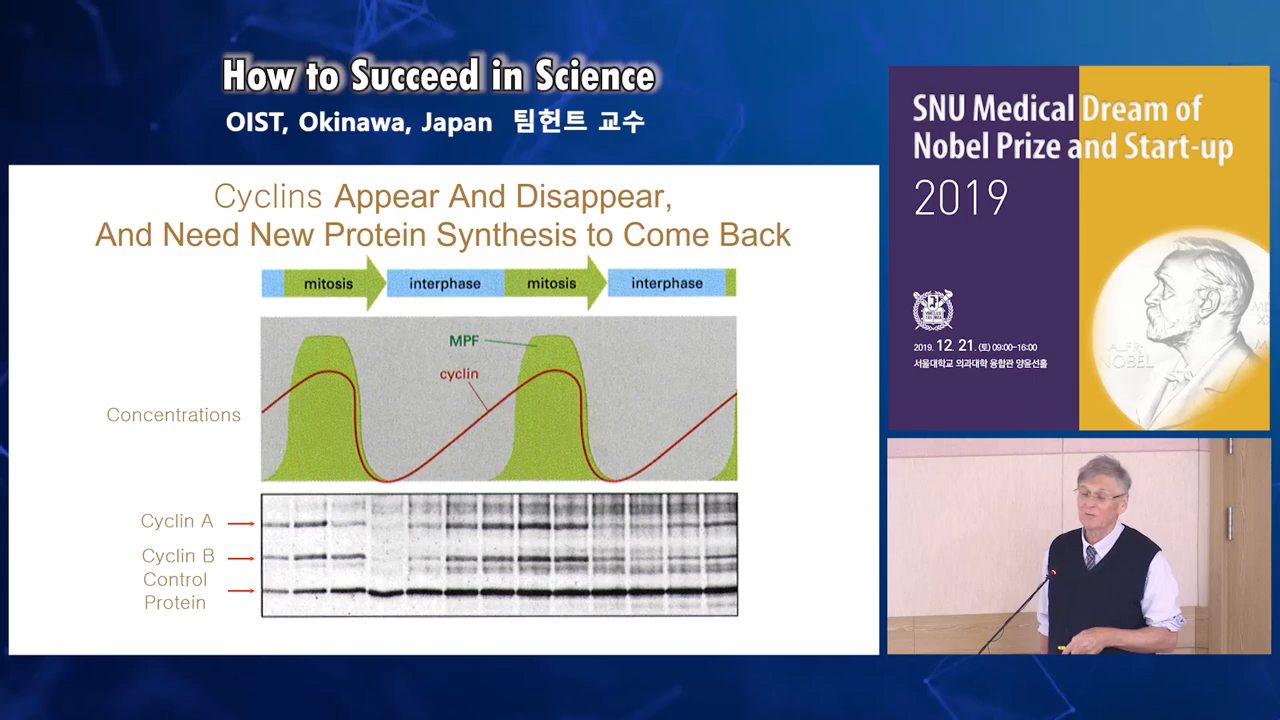 How to Succeed in Science
OIST, Okinawa, Japan 팀헌트 교수
Cyclins Appear And Disappear,
And Need New Protein Synthesis to Come Back
mitosis interphase mitosis interphase
MPF
cyclin
Concentrations
Cyclin A
Cyclin B
Control
Protein
SNU Medical Dream of
Nobel Prize and Start-up
2019
2019. 12. 21. (토) 09:00-16:00
서울대학교 의과대학 융합관 양윤선홀
ALFR.
NOBEL